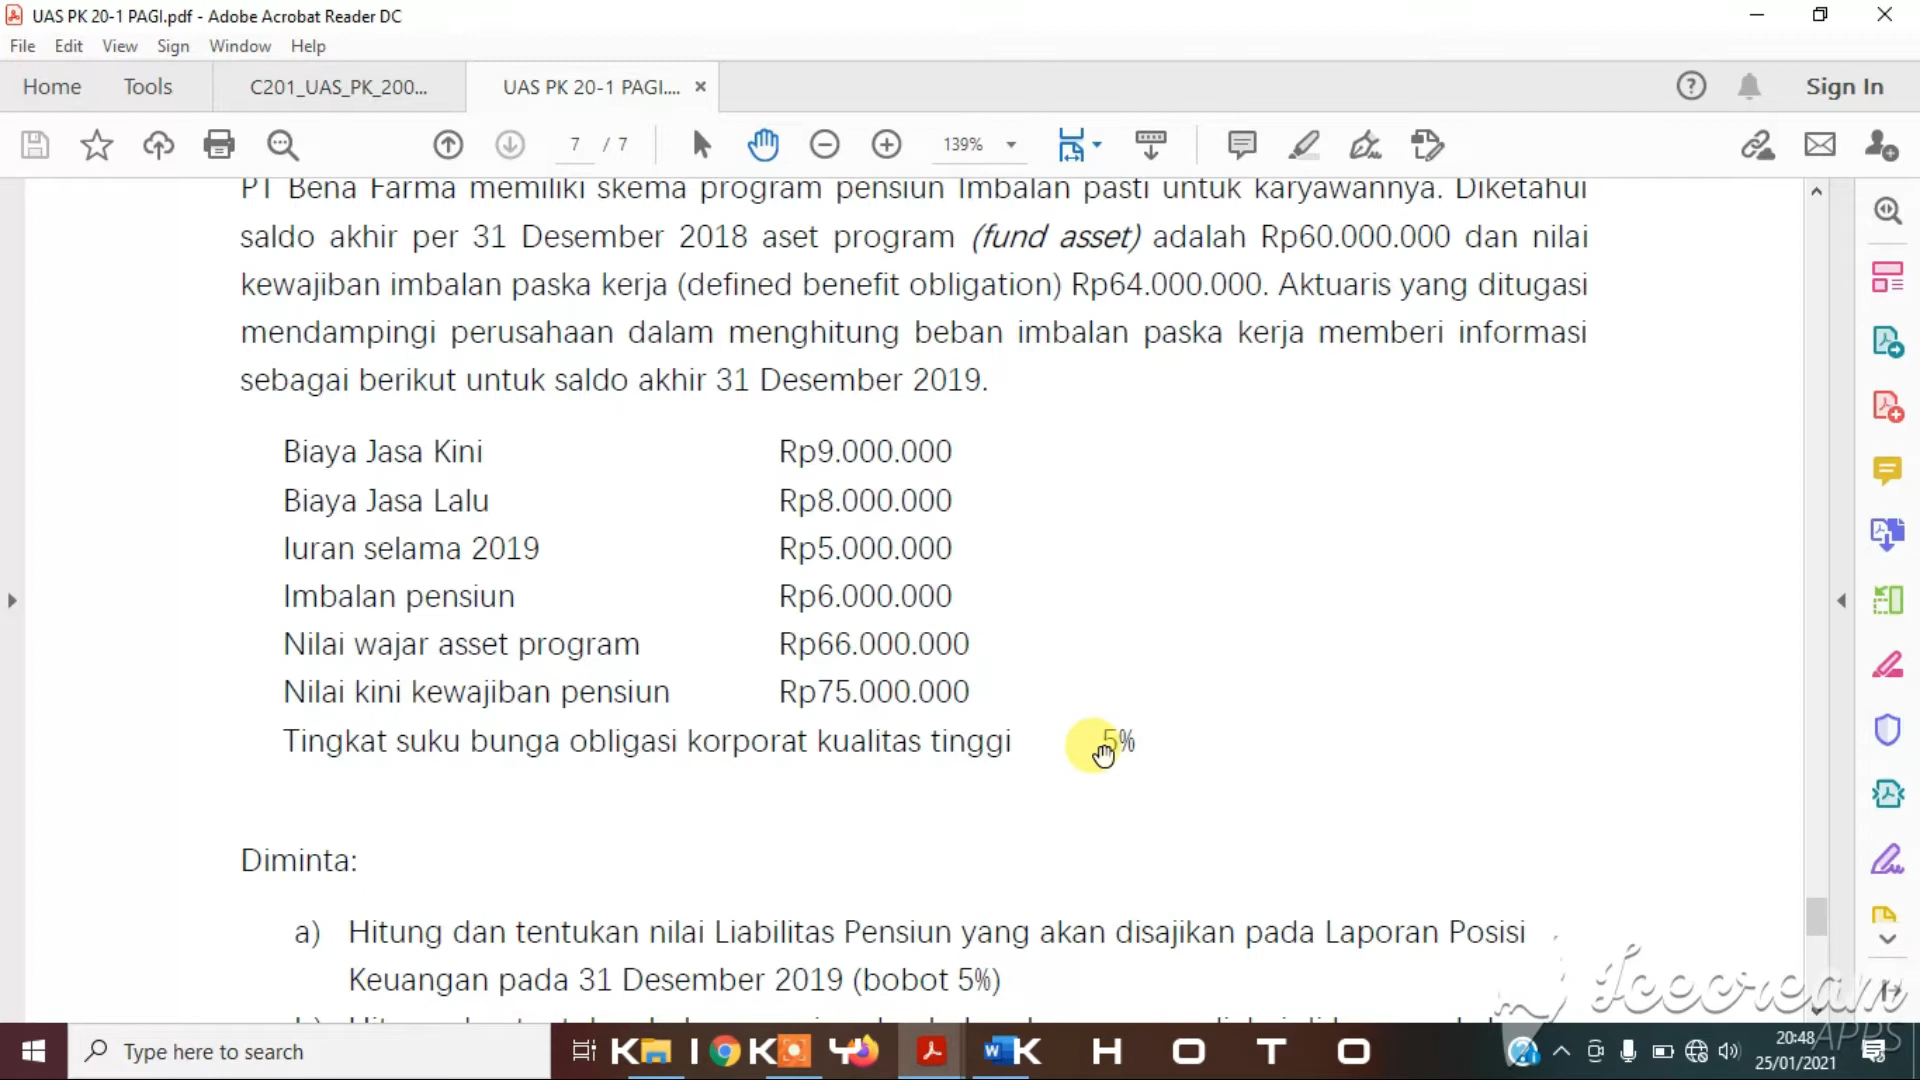 UAS PK 20-1 PAGI.pdf - Adobe Acrobat Reader DC
File Edit View Sign Window Help
Home Tools C201_UAS_PK_200... UAS PK 20-1 PAGI.... × Sign In
7 / 7 139%
PT Bena Farma memiliki skema program pensiun Imbalan pasti untuk karyawannya. Diketahui
saldo akhir per 31 Desember 2018 aset program (fund asset) adalah Rp60.000.000 dan nilai
kewajiban imbalan paska kerja (defined benefit obligation) Rp64.000.000. Aktuaris yang ditugasi
mendampingi perusahaan dalam menghitung beban imbalan paska kerja memberi informasi
sebagai berikut untuk saldo akhir 31 Desember 2019.
Biaya Jasa Kini Rp9.000.000
Biaya Jasa Lalu Rp8.000.000
Iuran selama 2019 Rp5.000.000
Imbalan pensiun Rp6.000.000
Nilai wajar asset program Rp66.000.000
Nilai kini kewajiban pensiun Rp75.000.000
Tingkat suku bunga obligasi korporat kualitas tinggi 5%
Diminta:
a) Hitung dan tentukan nilai Liabilitas Pensiun yang akan disajikan pada Laporan Posisi
Keuangan pada 31 Desember 2019 (bobot 5%)
Icecream
APPS
Type here to search
K I K Y K H O T O
20:48
25/01/2021